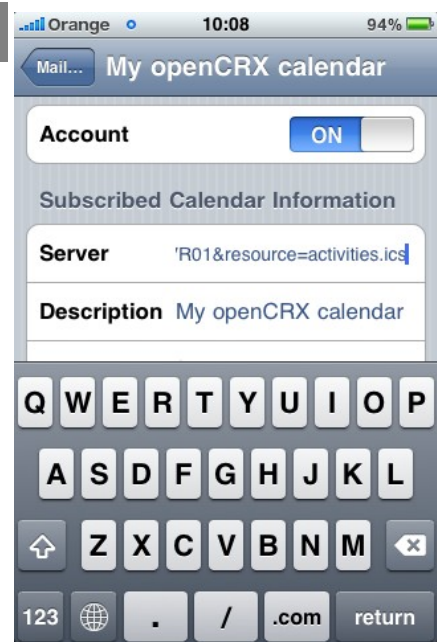 Orange 10:08 94%
Mail... My openCRX calendar
Account ON
Subscribed Calendar Information
Server 'R01&resource=activities.ics
Description My openCRX calendar
Q W E R T Y U I O P
A S D F G H J K L
Z X C V B N M
123 . / .com return